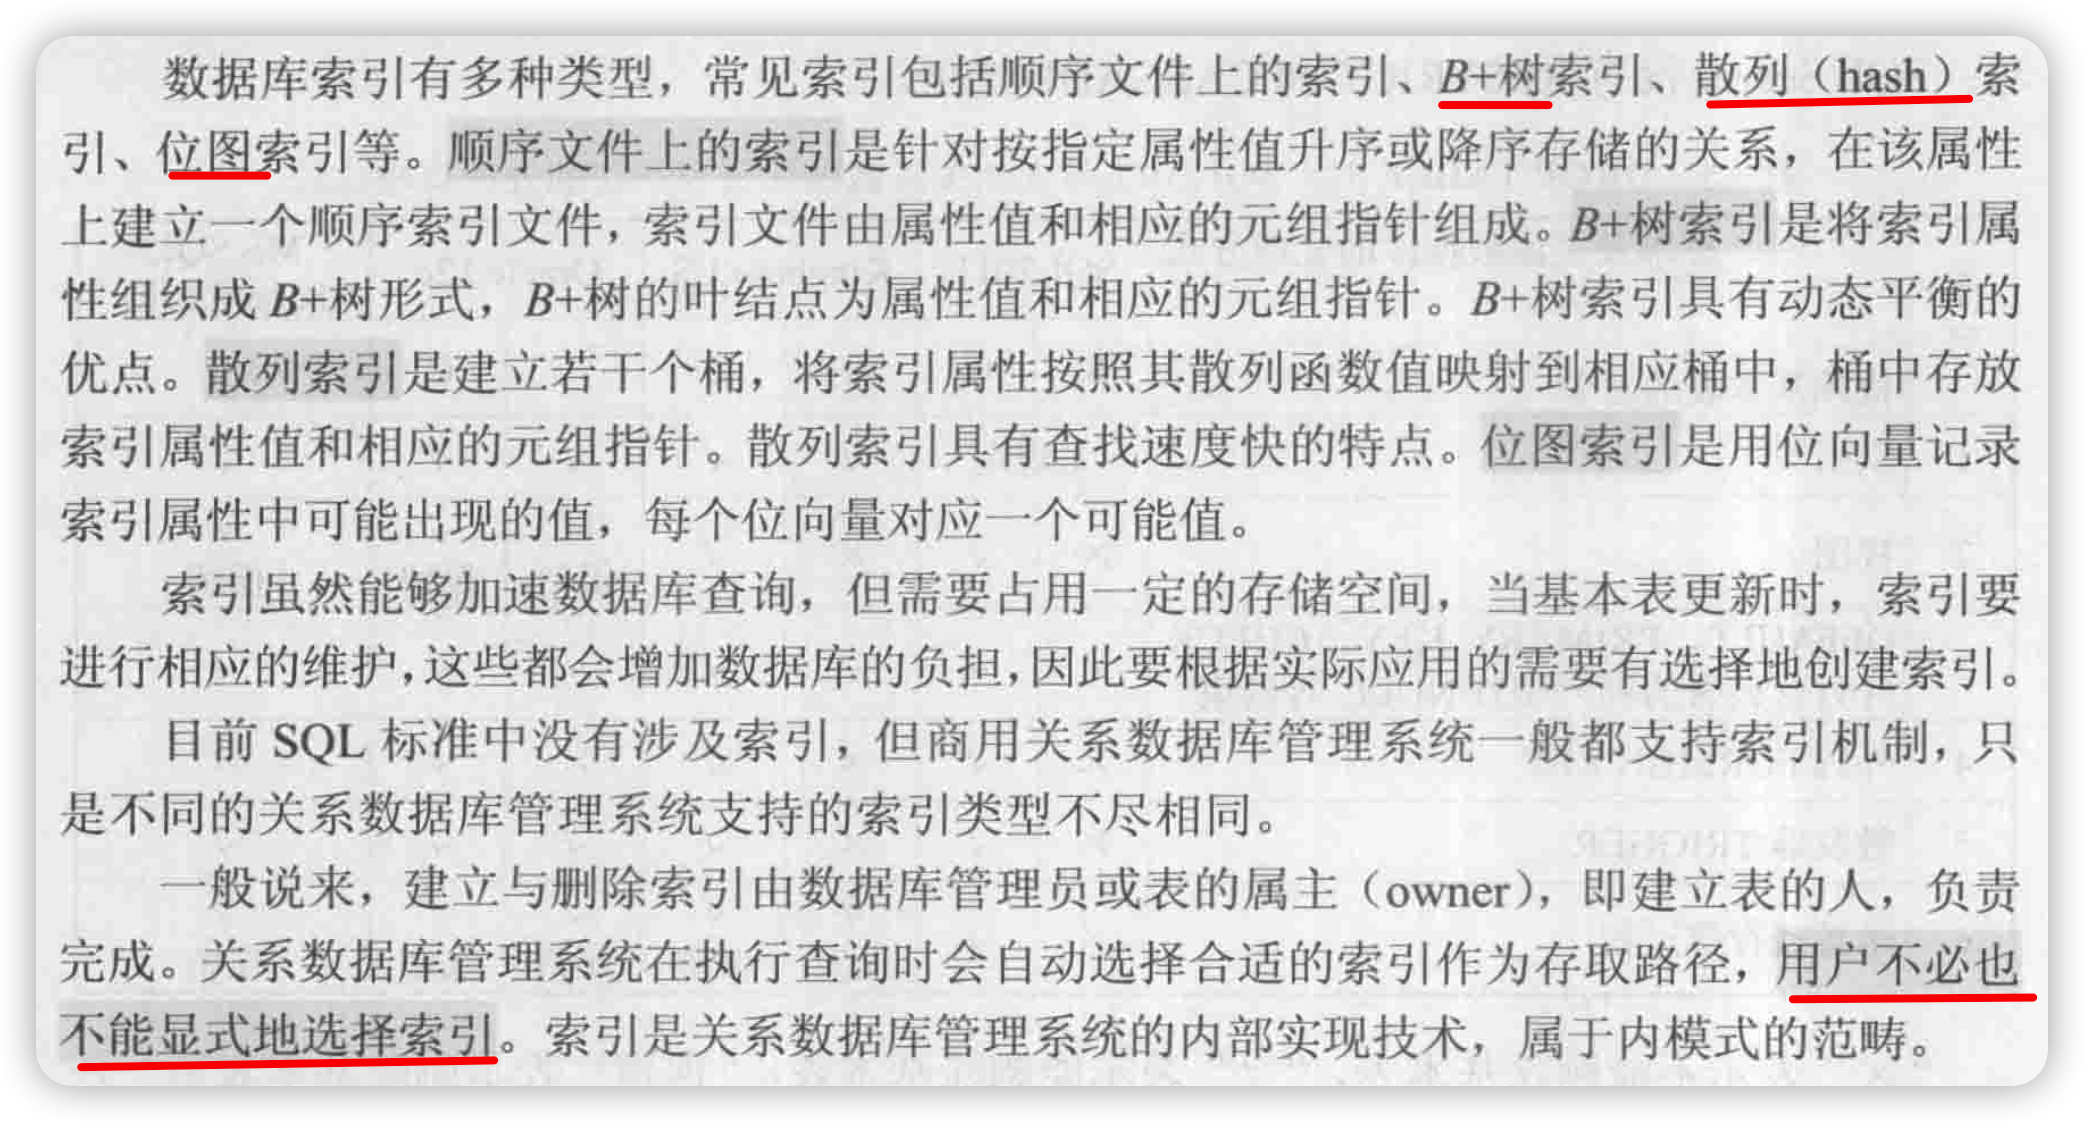 数据库索引有多种类型，常见索引包括顺序文件上的索引、B+树索引、散列（hash）索
引、位图索引等。顺序文件上的索引是针对按指定属性值升序或降序存储的关系，在该属性
上建立一个顺序索引文件，索引文件由属性值和相应的元组指针组成。B+树索引是将索引属
性组织成B+树形式，B+树的叶结点为属性值和相应的元组指针。B+树索引具有动态平衡的
优点。散列索引是建立若干个桶，将索引属性按照其散列函数值映射到相应桶中，桶中存放
索引属性值和相应的元组指针。散列索引具有查找速度快的特点。位图索引是用位向量记录
索引属性中可能出现的值，每个位向量对应一个可能值。
索引虽然能够加速数据库查询，但需要占用一定的存储空间，当基本表更新时，索引要
进行相应的维护，这些都会增加数据库的负担，因此要根据实际应用的需要有选择地创建索引。
目前 SQL 标准中没有涉及索引，但商用关系数据库管理系统一般都支持索引机制，只
是不同的关系数据库管理系统支持的索引类型不尽相同。
一般说来，建立与删除索引由数据库管理员或表的属主（owner），即建立表的人，负责
完成。关系数据库管理系统在执行查询时会自动选择合适的索引作为存取路径，用户不必也
不能显式地选择索引。索引是关系数据库管理系统的内部实现技术，属于内模式的范畴。